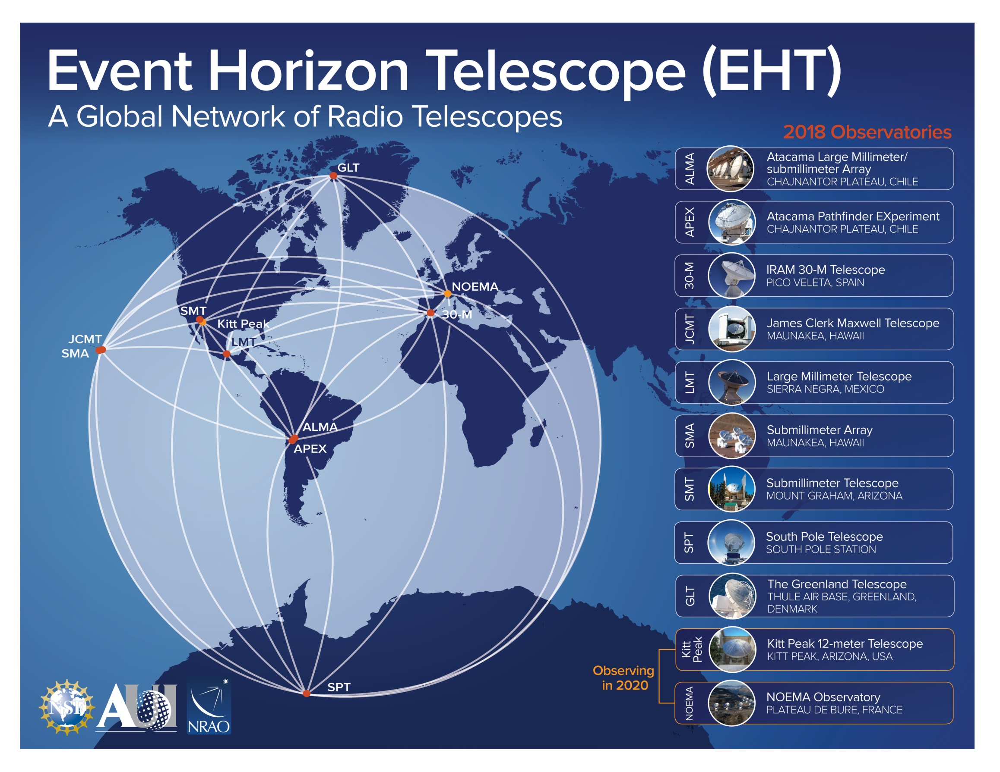 Event Horizon Telescope (EHT)
A Global Network of Radio Telescopes
2018 Observatories
GLT
NOEMA
30-M
SMT
Kitt Peak
LMT
JCMT
SMA
ALMA
APEX
SPT
ALMA
Atacama Large Millimeter/
submillimeter Array
CHAJNANTOR PLATEAU, CHILE
APEX
Atacama Pathfinder EXperiment
CHAJNANTOR PLATEAU, CHILE
30-M
IRAM 30-M Telescope
PICO VELETA, SPAIN
JCMT
James Clerk Maxwell Telescope
MAUNAKEA, HAWAII
LMT
Large Millimeter Telescope
SIERRA NEGRA, MEXICO
SMA
Submillimeter Array
MAUNAKEA, HAWAII
SMT
Submillimeter Telescope
MOUNT GRAHAM, ARIZONA
SPT
South Pole Telescope
SOUTH POLE STATION
GLT
The Greenland Telescope
THULE AIR BASE, GREENLAND,
DENMARK
Observing
in 2020
Kitt
Peak
Kitt Peak 12-meter Telescope
KITT PEAK, ARIZONA, USA
NOEMA
NOEMA Observatory
PLATEAU DE BURE, FRANCE
NSF
AUI
NRAO